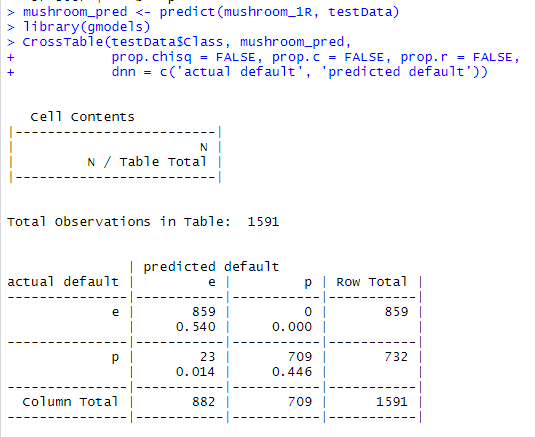 > mushroom_pred <- predict(mushroom_1R, testData)
> library(gmodels)
> CrossTable(testData$Class, mushroom_pred,
+            prop.chisq = FALSE, prop.c = FALSE, prop.r = FALSE,
+            dnn = c('actual default', 'predicted default'))
   Cell Contents
|-------------------------|
|                       N |
|         N / Table Total |
|-------------------------|
Total Observations in Table:  1591
               | predicted default
actual default |         e |         p | Row Total |
---------------|-----------|-----------|-----------|
             e |       859 |         0 |       859 |
               |     0.540 |     0.000 |           |
---------------|-----------|-----------|-----------|
             p |        23 |       709 |       732 |
               |     0.014 |     0.446 |           |
---------------|-----------|-----------|-----------|
  Column Total |       882 |       709 |      1591 |
---------------|-----------|-----------|-----------|